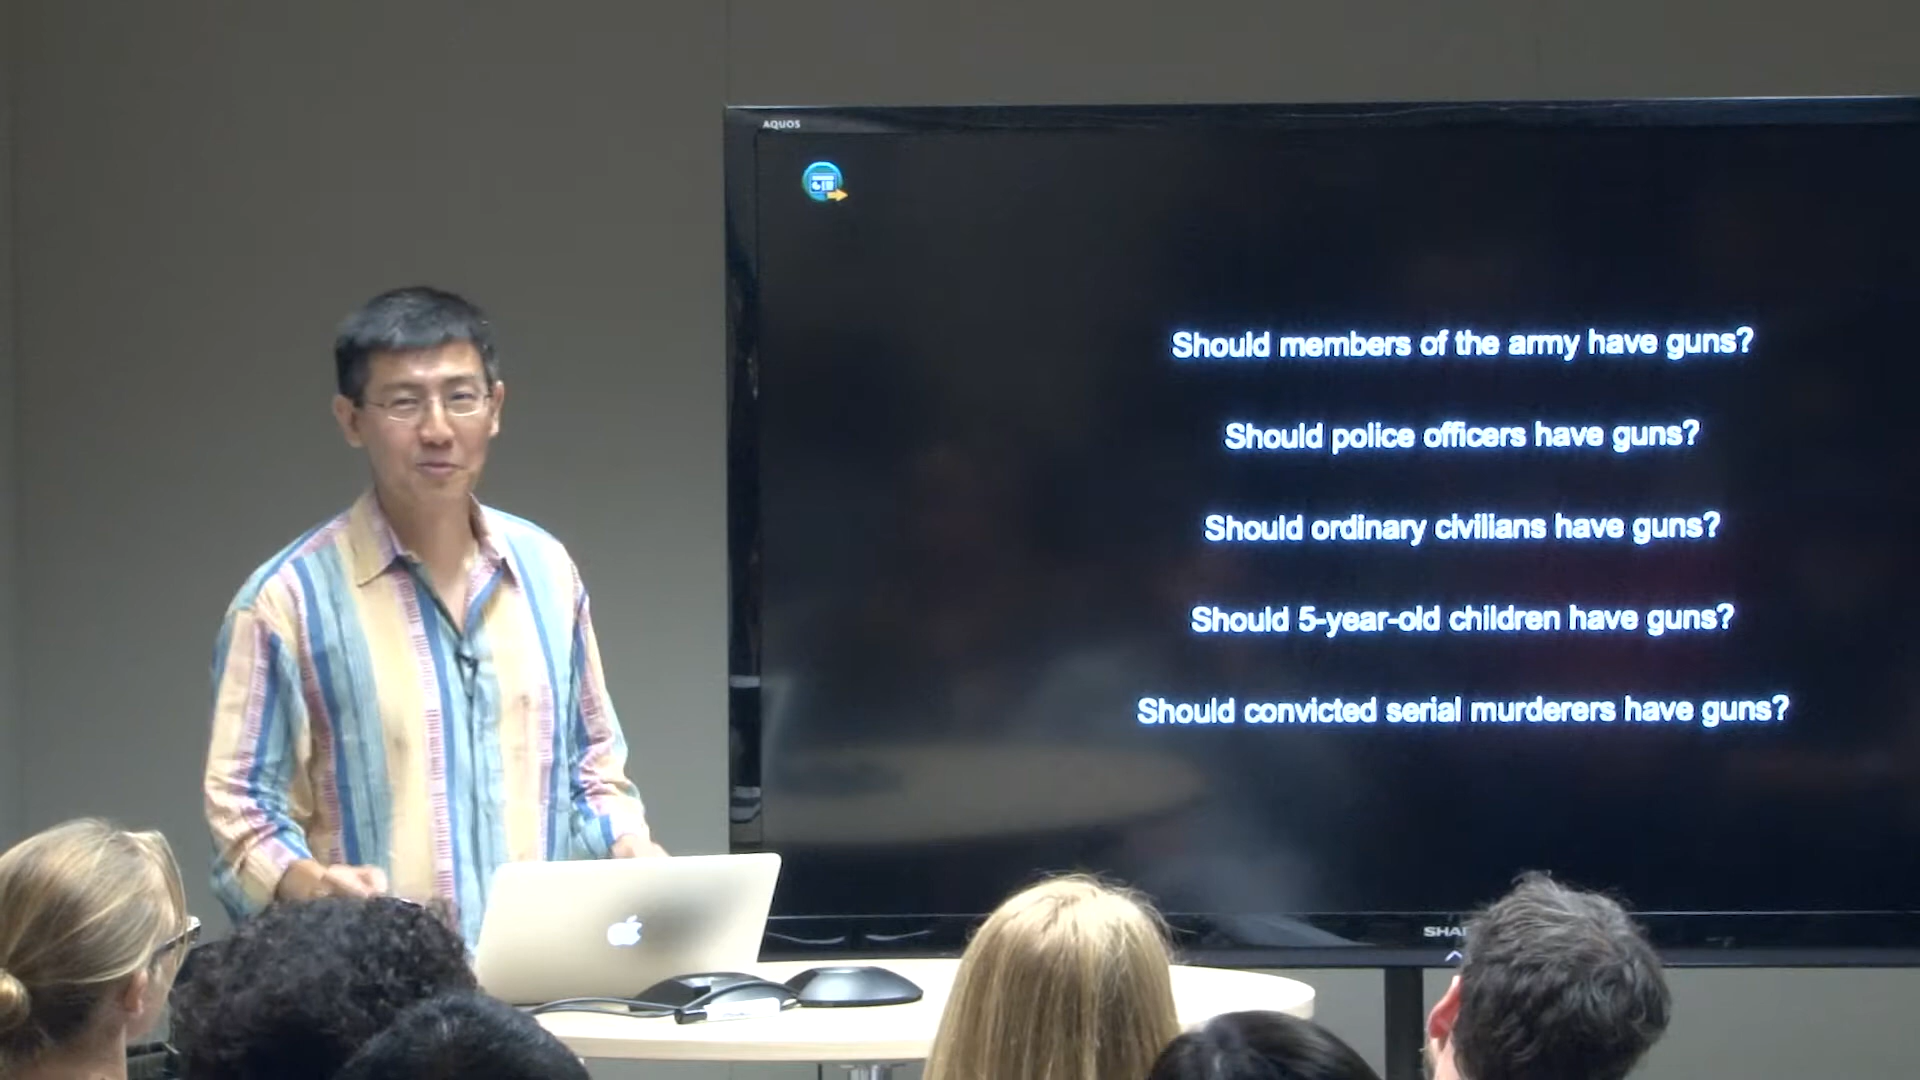 AQUOS
Should members of the army have guns?
Should police officers have guns?
Should ordinary civilians have guns?
Should 5-year-old children have guns?
Should convicted serial murderers have guns?